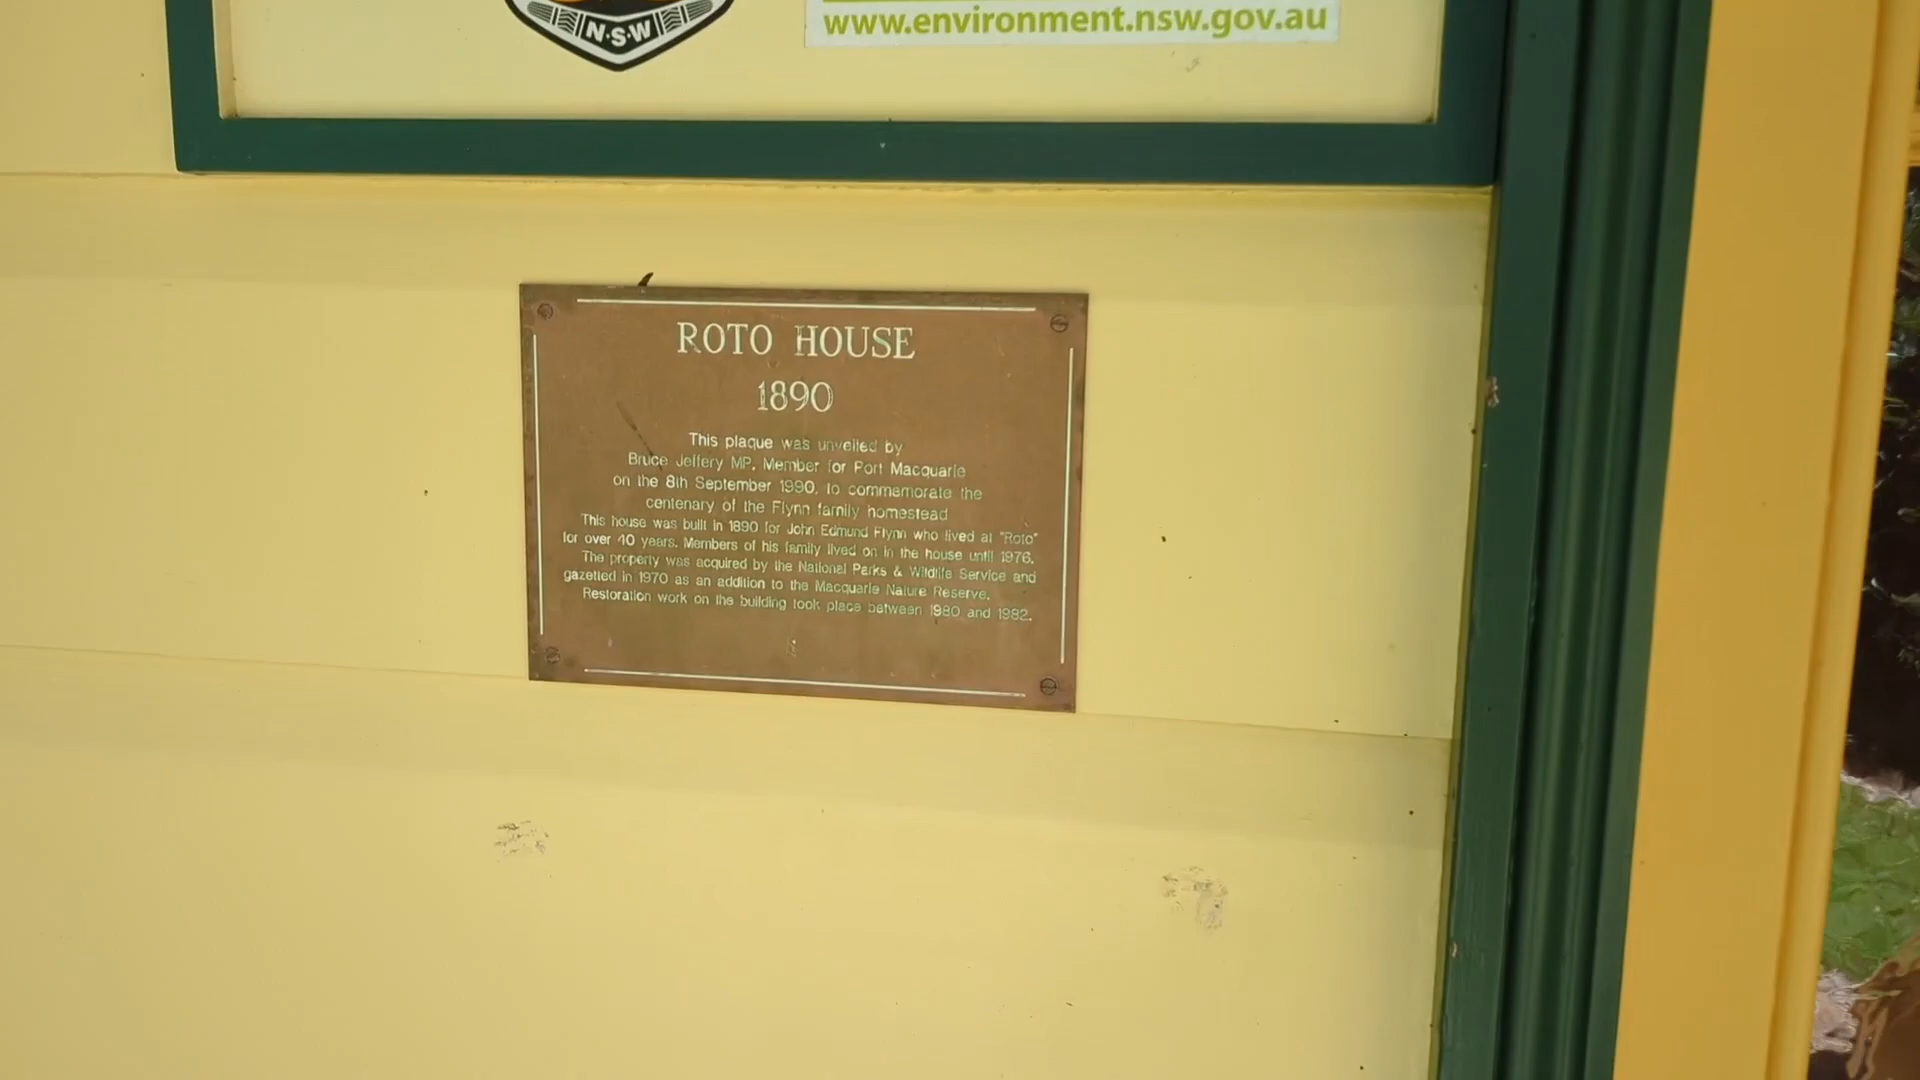 N·S·W
www.environment.nsw.gov.au
ROTO HOUSE
1890
This plaque was unveiled by
Bruce Jeffery MP, Member for Port Macquarie
on the 8th September 1990, to commemorate the
centenary of the Flynn family homestead
This house was built in 1890 for John Edmund Flynn who lived at "Roto"
for over 40 years. Members of his family lived on in the house until 1976.
The property was acquired by the National Parks & Wildlife Service and
gazetted in 1970 as an addition to the Macquarie Nature Reserve.
Restoration work on the building took place between 1980 and 1982.